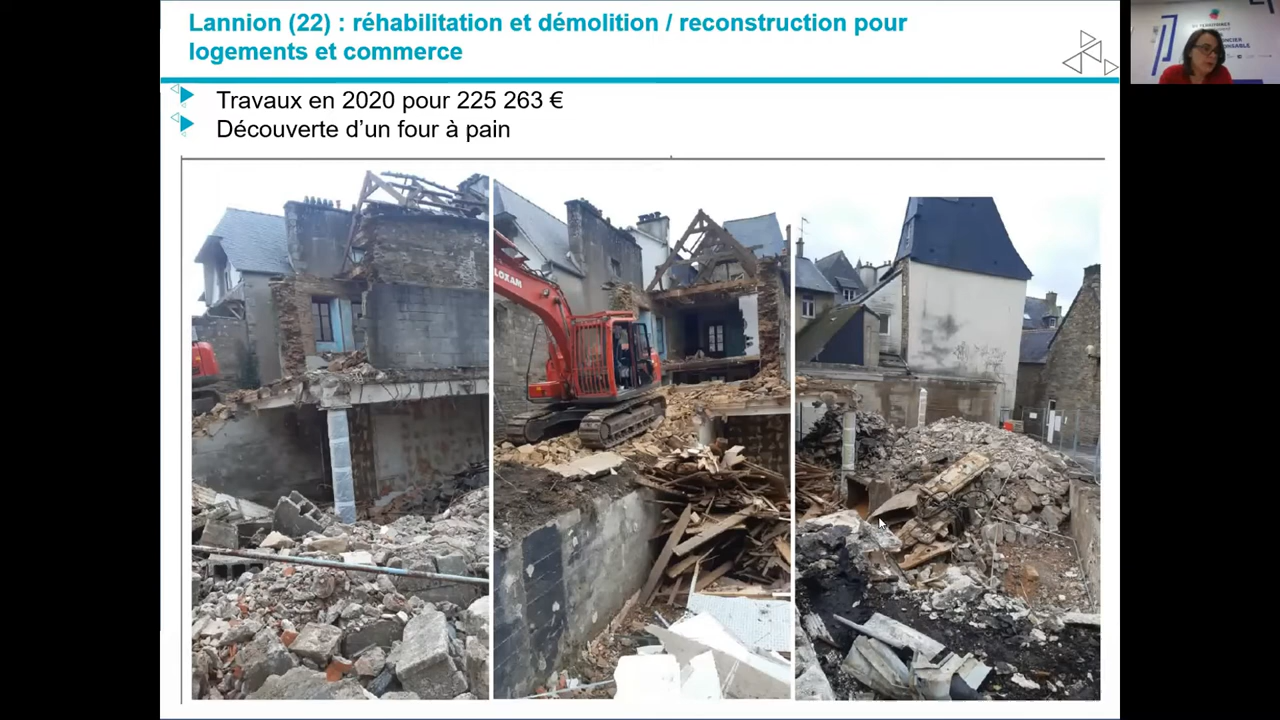 Lannion (22) : réhabilitation et démolition / reconstruction pour
logements et commerce
Travaux en 2020 pour 225 263 €
Découverte d’un four à pain
LOXAM